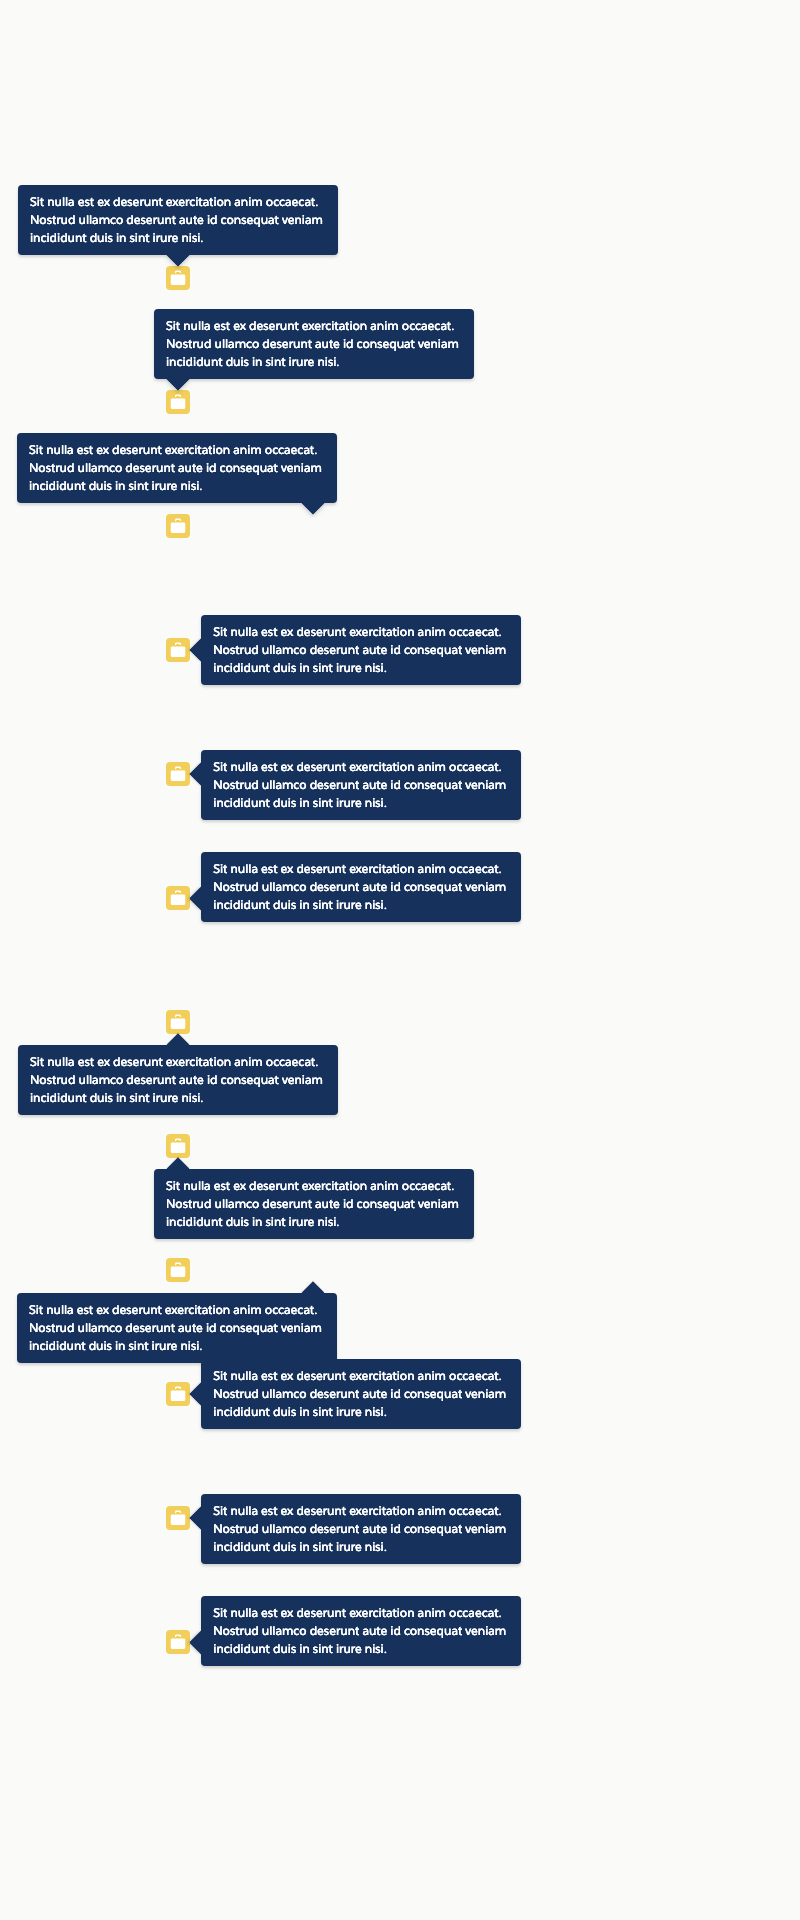 Sit nulla est ex deserunt exercitation anim occaecat.
Nostrud ullamco deserunt aute id consequat veniam
incididunt duis in sint irure nisi.
Sit nulla est ex deserunt exercitation anim occaecat.
Nostrud ullamco deserunt aute id consequat veniam
incididunt duis in sint irure nisi.
Sit nulla est ex deserunt exercitation anim occaecat.
Nostrud ullamco deserunt aute id consequat veniam
incididunt duis in sint irure nisi.
Sit nulla est ex deserunt exercitation anim occaecat.
Nostrud ullamco deserunt aute id consequat veniam
incididunt duis in sint irure nisi.
Sit nulla est ex deserunt exercitation anim occaecat.
Nostrud ullamco deserunt aute id consequat veniam
incididunt duis in sint irure nisi.
Sit nulla est ex deserunt exercitation anim occaecat.
Nostrud ullamco deserunt aute id consequat veniam
incididunt duis in sint irure nisi.
Sit nulla est ex deserunt exercitation anim occaecat.
Nostrud ullamco deserunt aute id consequat veniam
incididunt duis in sint irure nisi.
Sit nulla est ex deserunt exercitation anim occaecat.
Nostrud ullamco deserunt aute id consequat veniam
incididunt duis in sint irure nisi.
Sit nulla est ex deserunt exercitation anim occaecat.
Nostrud ullamco deserunt aute id consequat veniam
incididunt duis in sint irure nisi.
Sit nulla est ex deserunt exercitation anim occaecat.
Nostrud ullamco deserunt aute id consequat veniam
incididunt duis in sint irure nisi.
Sit nulla est ex deserunt exercitation anim occaecat.
Nostrud ullamco deserunt aute id consequat veniam
incididunt duis in sint irure nisi.
Sit nulla est ex deserunt exercitation anim occaecat.
Nostrud ullamco deserunt aute id consequat veniam
incididunt duis in sint irure nisi.